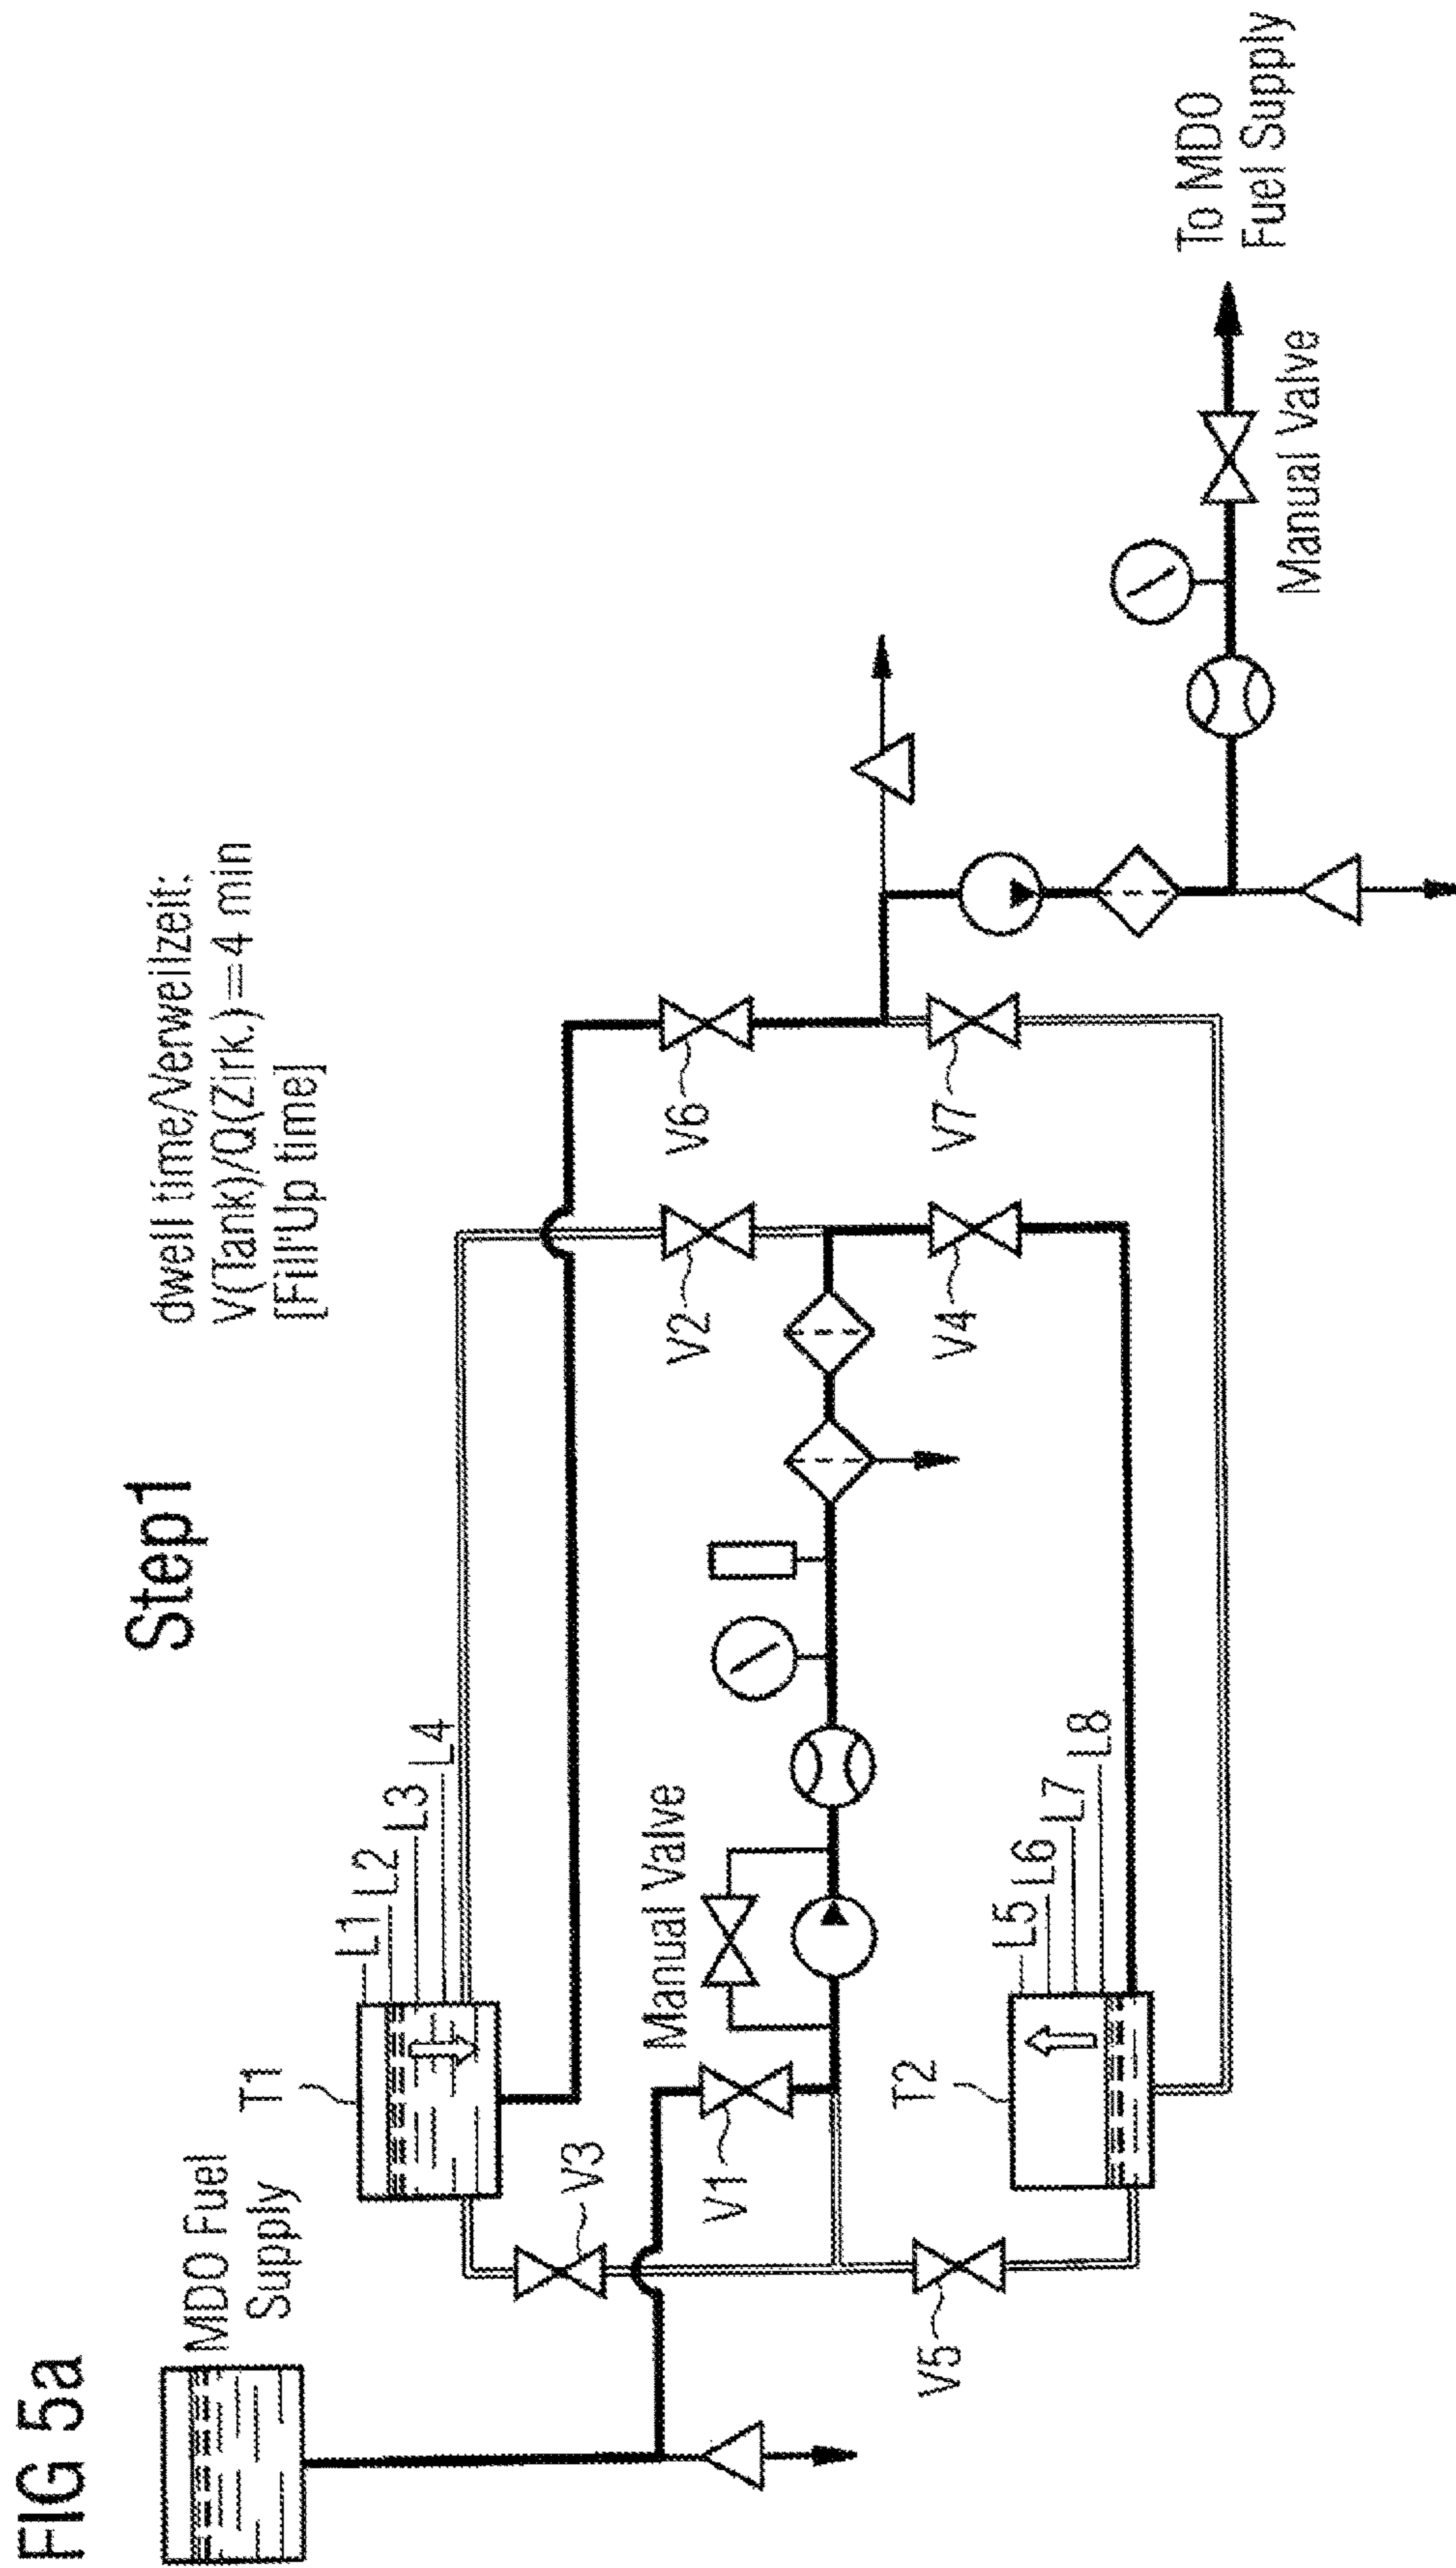 FIG 5a
Step1
dwell time/Verweilzeit:
V(Tank)/Q(Zirk.)=4 min
[Fill'Up time]
MDO Fuel
Supply
T1
L1
L2
L3
L4
V3
V1
Manual Valve
V2
V6
V5
T2
L5
L6
L7
L8
V4
V7
To MDO
Fuel Supply
Manual Valve